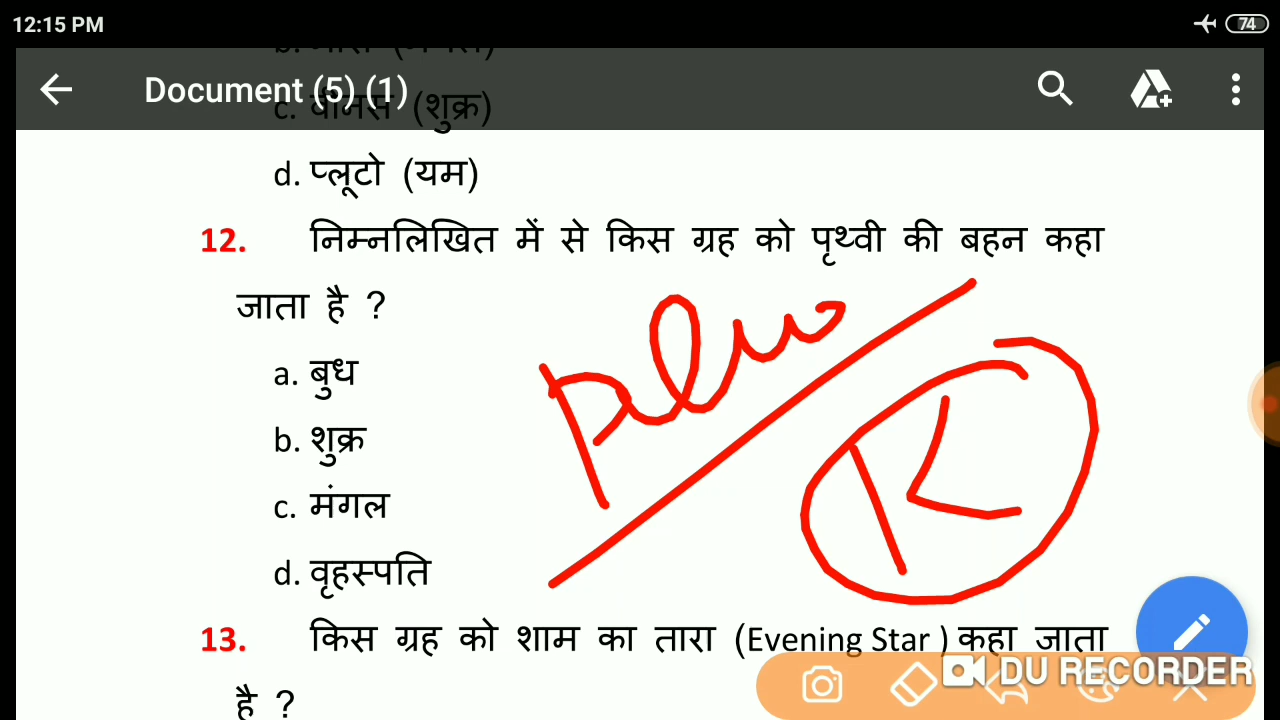 12:15 PM 74
Document (5) (1)
c. वीनस (शुक्र)
d. प्लूटो (यम)
12. निम्नलिखित में से किस ग्रह को पृथ्वी की बहन कहा
जाता है ?
a. बुध
b. शुक्र
c. मंगल
d. वृहस्पति
13. किस ग्रह को शाम का तारा (Evening Star ) कहा जाता
है ?
DU RECORDER